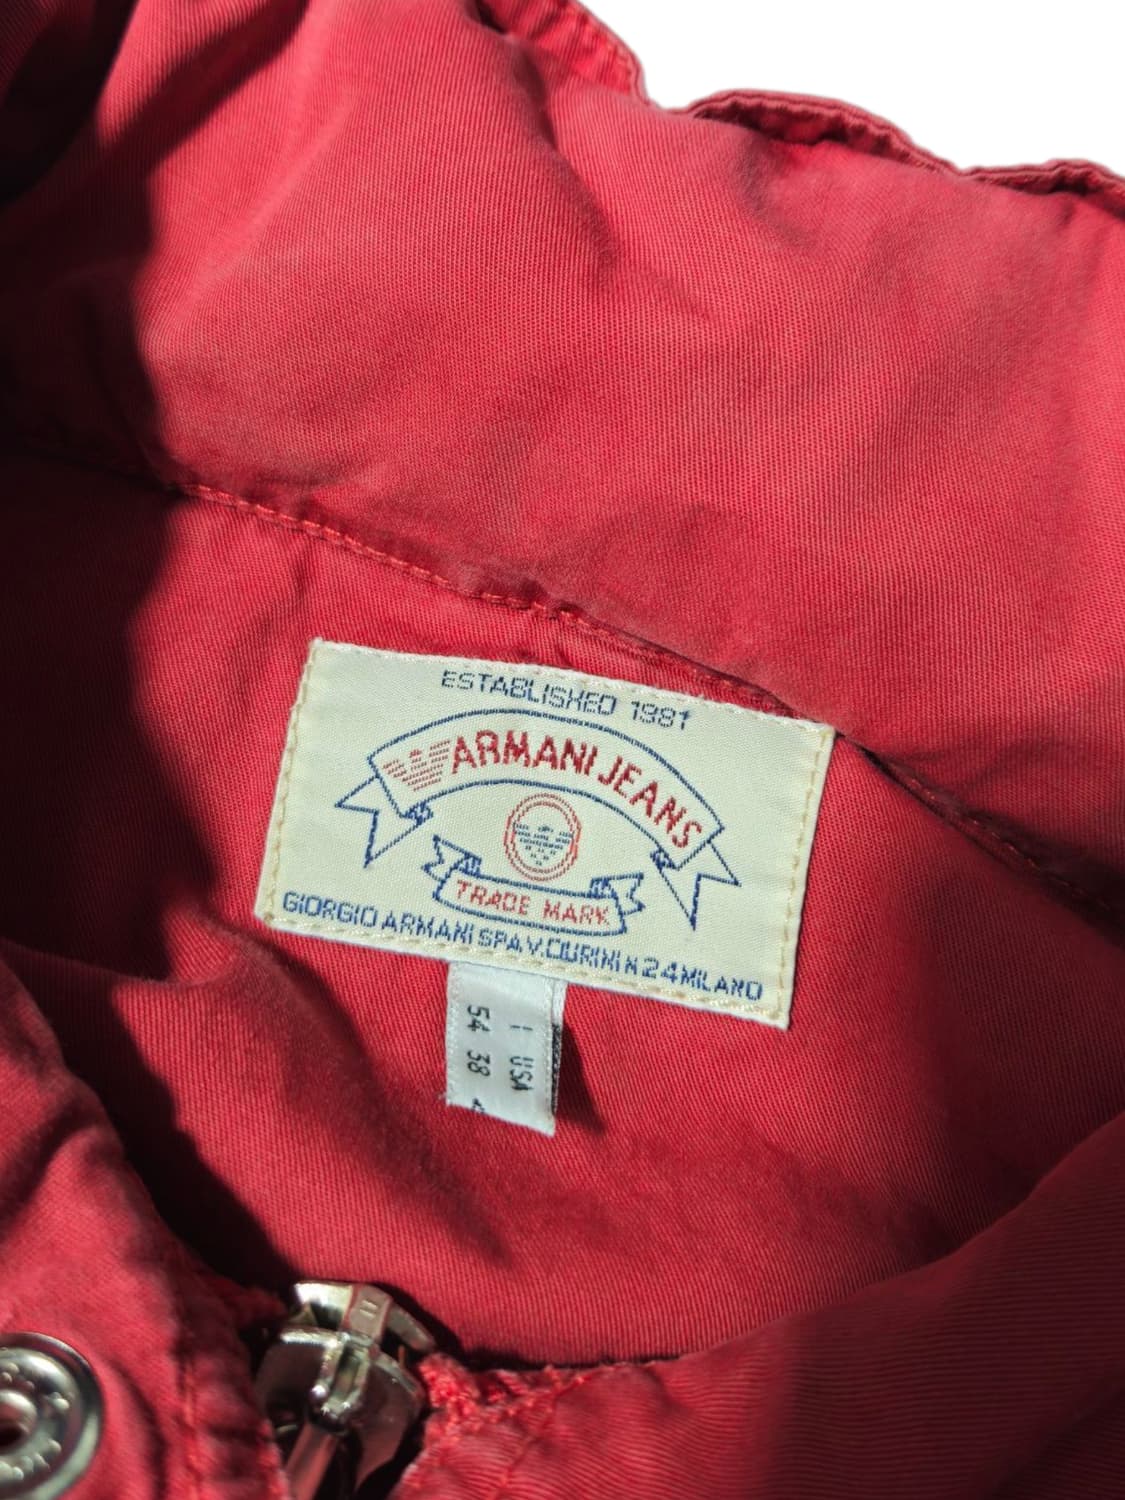 ESTABLISHED 1981
ARMANI JEANS
TRADE MARK
GIORGIO ARMANI SPA V. DURINI N 24 MILANO
I USA
54 38